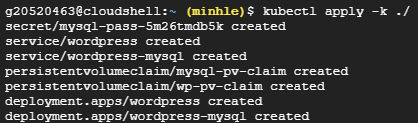 g20520463@cloudshell:~ (minhle)$ kubectl apply -k ./
secret/mysql-pass-5m26tmdb5k created
service/wordpress created
service/wordpress-mysql created
persistentvolumeclaim/mysql-pv-claim created
persistentvolumeclaim/wp-pv-claim created
deployment.apps/wordpress created
deployment.apps/wordpress-mysql created